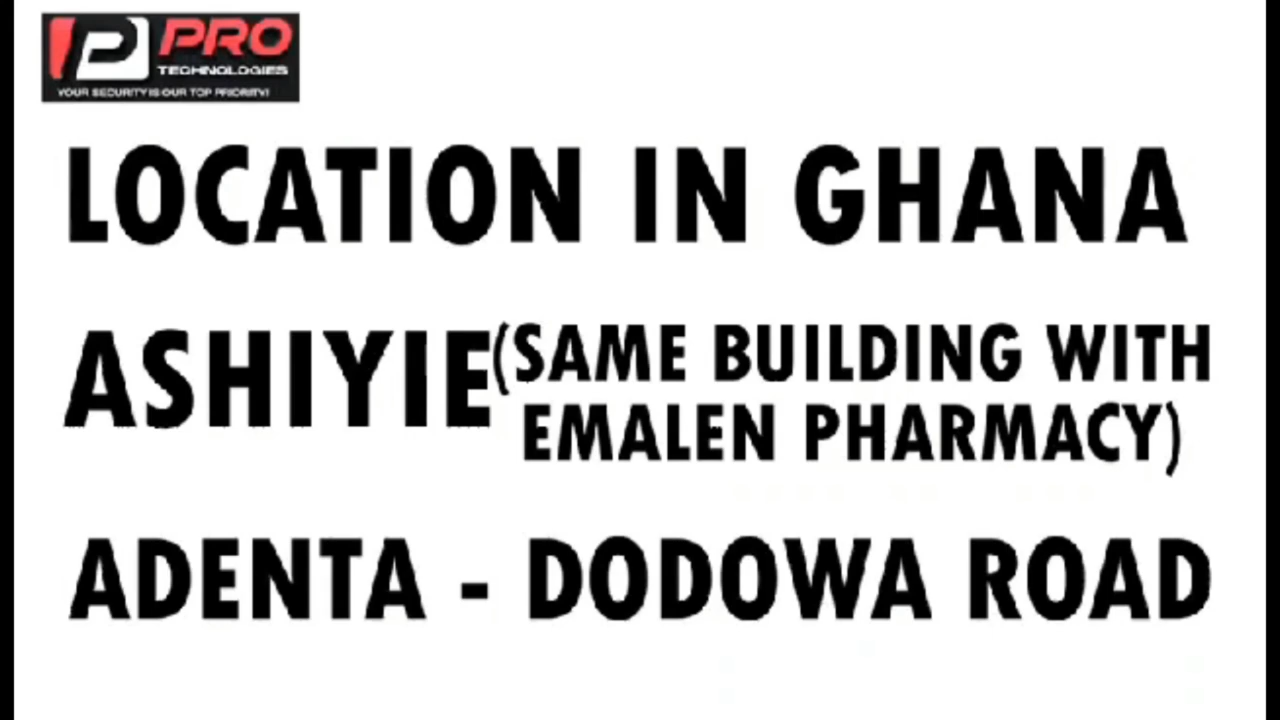 PRO
TECHNOLOGIES
YOUR SECURITY IS OUR TOP PRIORITY!
LOCATION IN GHANA
ASHIYIE (SAME BUILDING WITH
EMALEN PHARMACY)
ADENTA - DODOWA ROAD